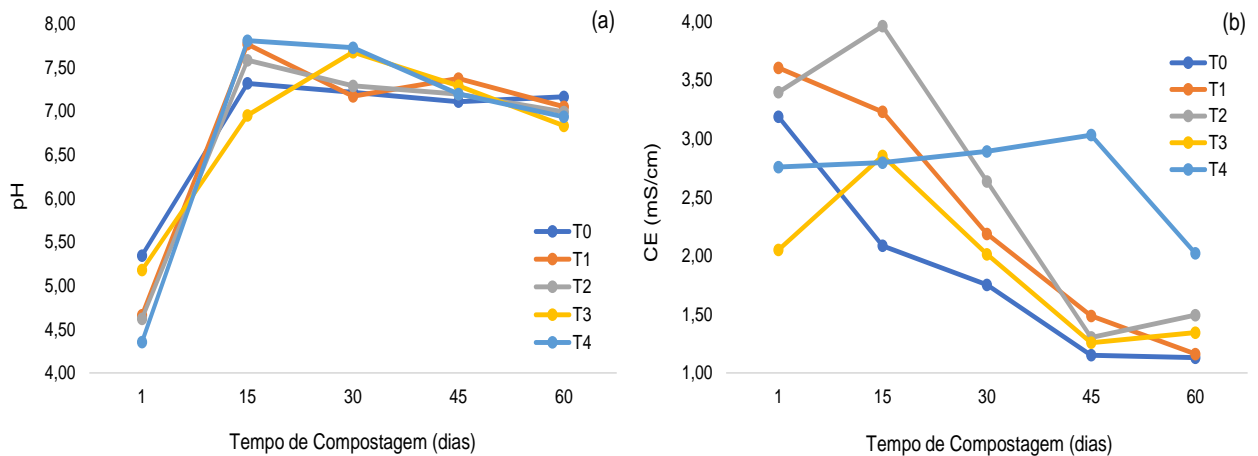 (a)
8,00
7,50
7,00
6,50
6,00
5,50
5,00
4,50
4,00
pH
1 15 30 45 60
Tempo de Compostagem (dias)
T0
T1
T2
T3
T4
(b)
4,00
3,50
3,00
2,50
2,00
1,50
1,00
CE (mS/cm)
1 15 30 45 60
Tempo de Compostagem (dias)
T0
T1
T2
T3
T4